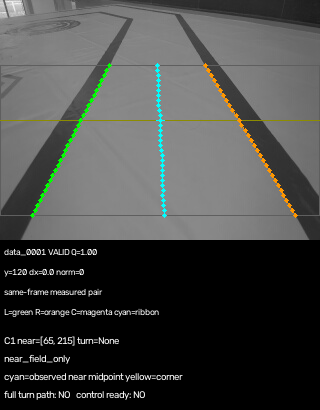 data_0001 VALID Q=1.00
y=120 dx=0.0 norm=0
same-frame measured pair
L=green R=orange C=magenta cyan=ribbon
C1 near=[65, 215] turn=None
near_field_only
cyan=observed near midpoint yellow=corner
full turn path: NO control ready: NO